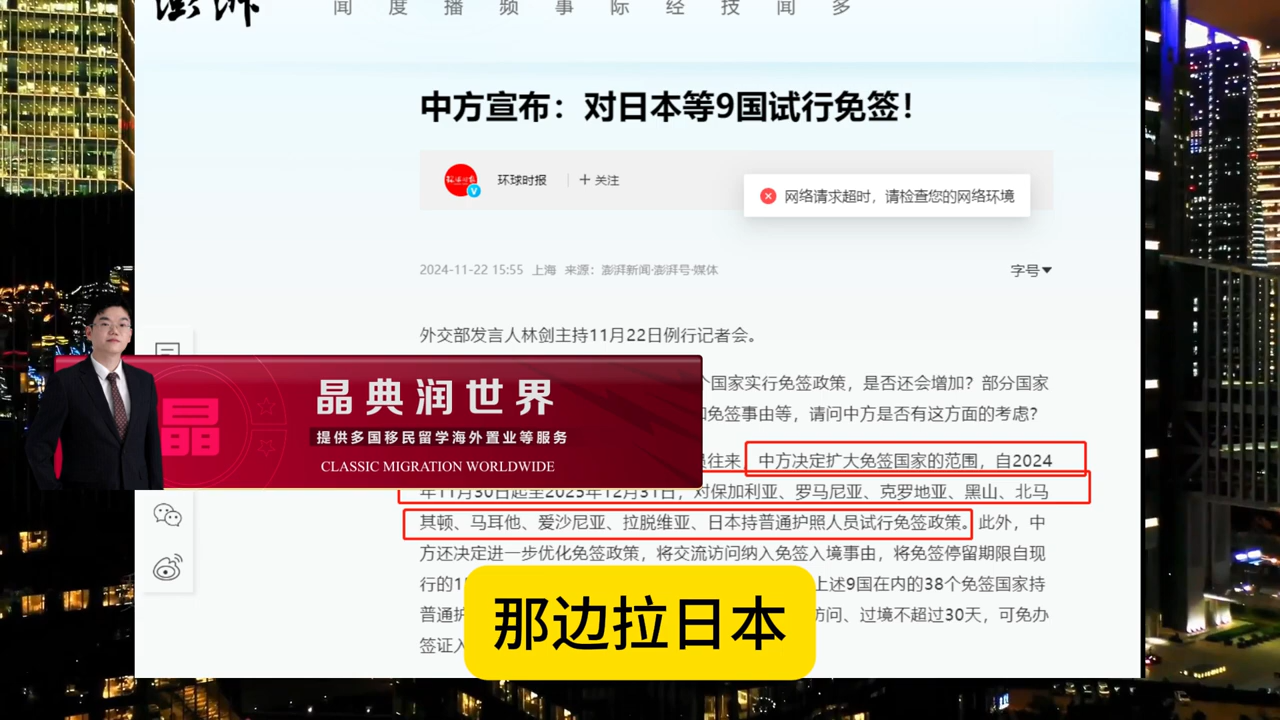 澎湃
闻 度 播 频 事 际 经 技 闻 多
中方宣布：对日本等9国试行免签！
环球时报
+ 关注
网络请求超时，请检查您的网络环境
2024-11-22 15:55 上海 来源：澎湃新闻·澎湃号·媒体
字号
外交部发言人林剑主持11月22日例行记者会。
个国家实行免签政策，是否还会增加？部分国家
和免签事由等，请问中方是否有这方面的考虑？
员往来，中方决定扩大免签国家的范围，自2024
年11月30日起至2025年12月31日，对保加利亚、罗马尼亚、克罗地亚、黑山、北马
其顿、马耳他、爱沙尼亚、拉脱维亚、日本持普通护照人员试行免签政策。此外，中
方还决定进一步优化免签政策，将交流访问纳入免签入境事由，将免签停留期限自现
行的1 上述9国在内的38个免签国家持
普通护 访问、过境不超过30天，可免办
签证入
晶
晶典润世界
提供多国移民留学海外置业等服务
CLASSIC MIGRATION WORLDWIDE
那边拉日本